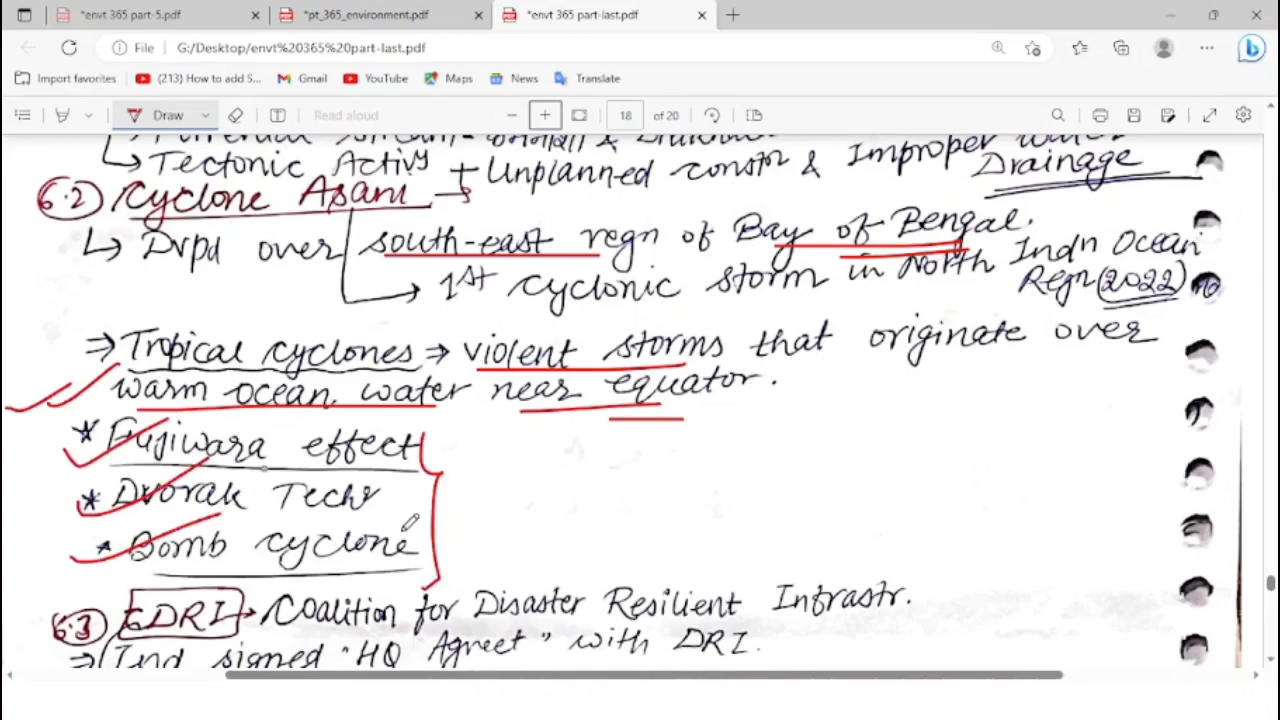 *envt 365 part-5.pdf
*pt_365_environment.pdf
*envt 365 part-last.pdf
File G:/Desktop/envt%20365%20part-last.pdf
Import favorites
(213) How to add S...
Gmail
YouTube
Maps
News
Translate
Draw
Read aloud
18 of 20
Tectonic Activy + Unplanned constn & Improper water
Drainage
6.2 Cyclone Asani →
↳ Dvpd over south-east regn of Bay of Bengal.
→ 1st cyclonic storm in North Indn Ocean
Regn (2022)
⇒ Tropical cyclones ⇒ violent storms that originate over
warm ocean water near equator.
* Fujiwara effect
* Dvorak Techr
* Bomb cyclone
6.3 CDRI → Coalition for Disaster Resilient Infrastr.
⇒ Ind signed "HQ Agreet" with DRI.